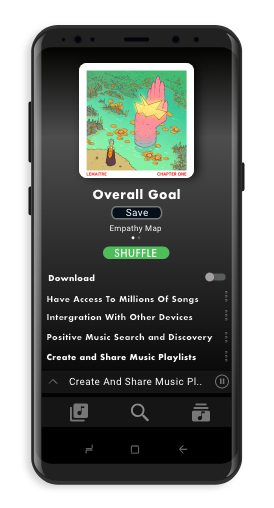 LEMAITRE CHAPTER ONE
Overall Goal
Save
Empathy Map
SHUFFLE
Download
Have Access To Millions Of Songs
Intergration With Other Devices
Positive Music Search and Discovery
Create and Share Music Playlists
Create And Share Music Pl..